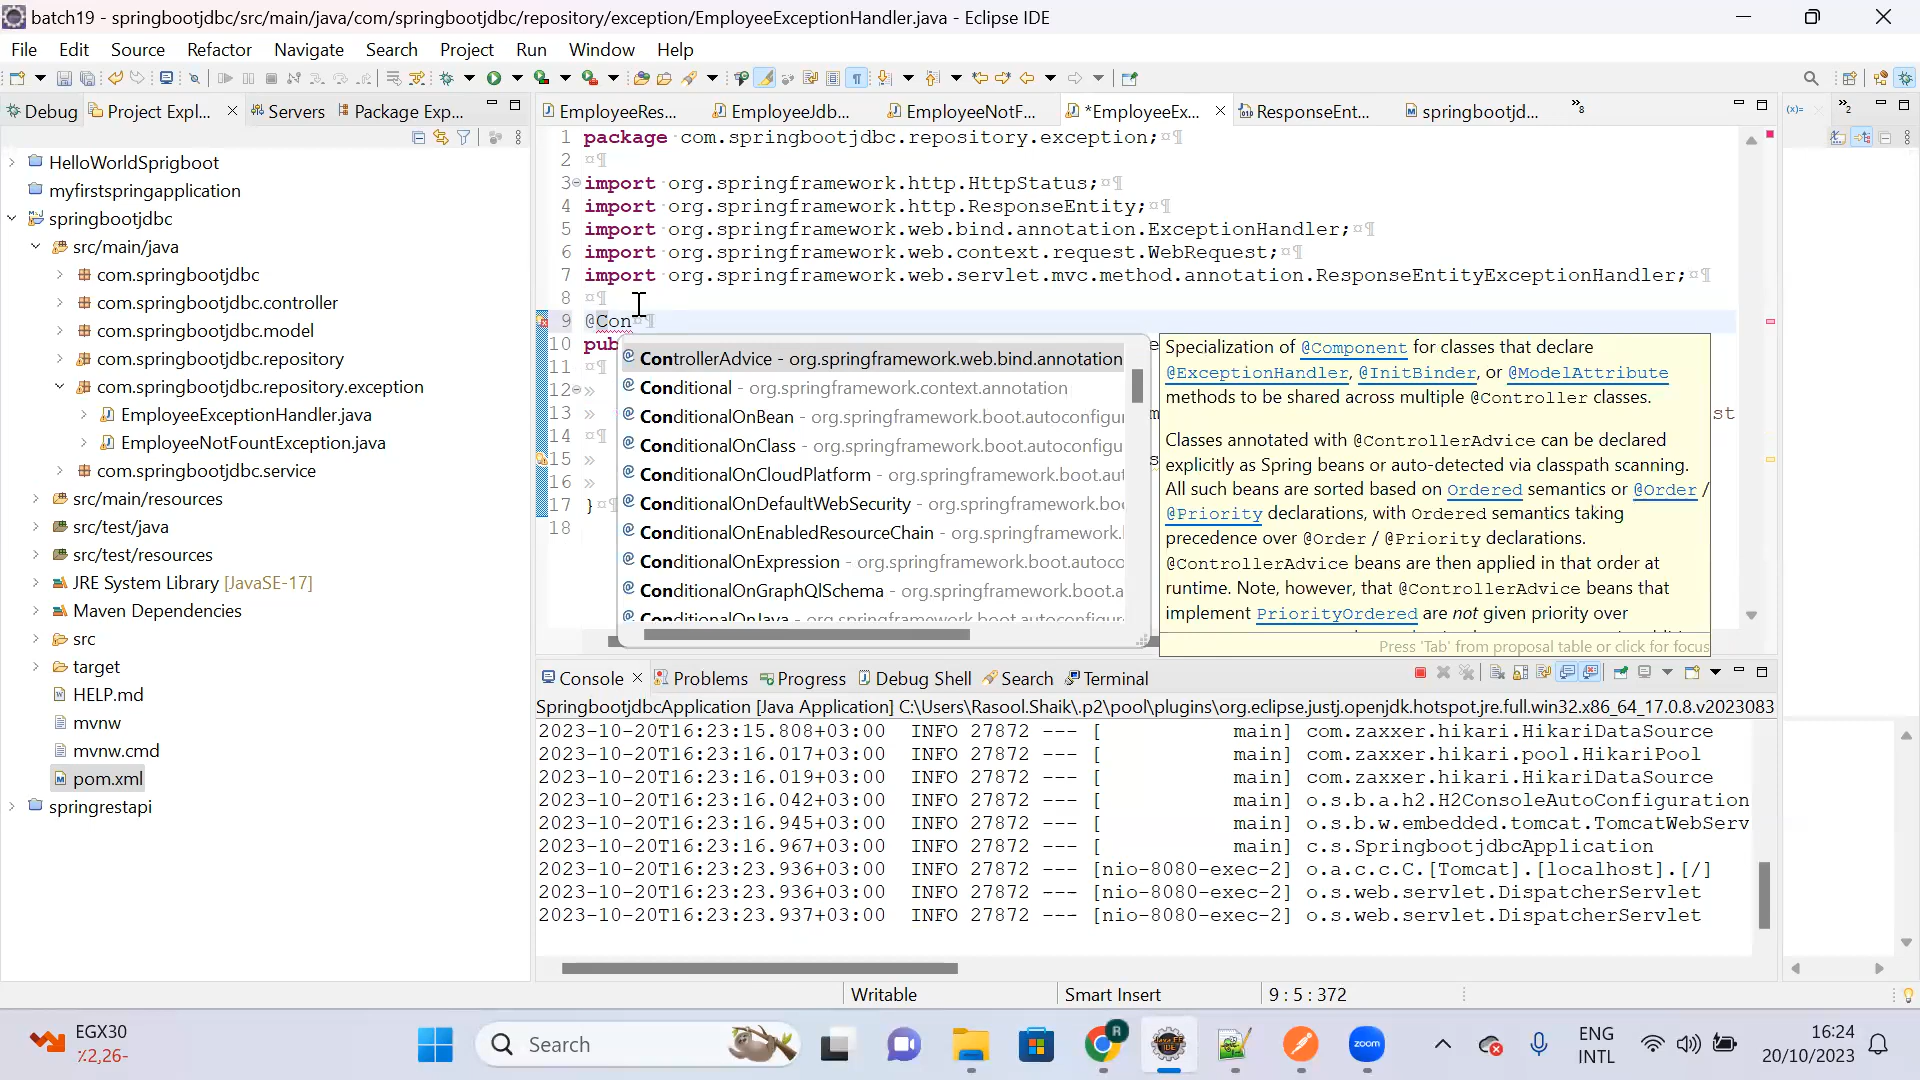 batch19 - springbootjdbc/src/main/java/com/springbootjdbc/repository/exception/EmployeeExceptionHandler.java - Eclipse IDE
File Edit Source Refactor Navigate Search Project Run Window Help
Debug Project Expl... Servers Package Exp...
EmployeeRes... EmployeeJdb... EmployeeNotF... *EmployeeEx... ResponseEnt... springbootjd... »8 »2
HelloWorldSprigboot
myfirstspringapplication
springbootjdbc
src/main/java
com.springbootjdbc
com.springbootjdbc.controller
com.springbootjdbc.model
com.springbootjdbc.repository
com.springbootjdbc.repository.exception
EmployeeExceptionHandler.java
EmployeeNotFountException.java
com.springbootjdbc.service
src/main/resources
src/test/java
src/test/resources
JRE System Library [JavaSE-17]
Maven Dependencies
src
target
HELP.md
mvnw
mvnw.cmd
pom.xml
springrestapi
1 package com.springbootjdbc.repository.exception;
2
3 import org.springframework.http.HttpStatus;
4 import org.springframework.http.ResponseEntity;
5 import org.springframework.web.bind.annotation.ExceptionHandler;
6 import org.springframework.web.context.request.WebRequest;
7 import org.springframework.web.servlet.mvc.method.annotation.ResponseEntityExceptionHandler;
8
9 @Con
10 pub
11
12
13 st
14
15
16
17 }
18
ControllerAdvice - org.springframework.web.bind.annotation
Conditional - org.springframework.context.annotation
ConditionalOnBean - org.springframework.boot.autoconfigu
ConditionalOnClass - org.springframework.boot.autoconfigu
ConditionalOnCloudPlatform - org.springframework.boot.aut
ConditionalOnDefaultWebSecurity - org.springframework.boo
ConditionalOnEnabledResourceChain - org.springframework.
ConditionalOnExpression - org.springframework.boot.autoco
ConditionalOnGraphQlSchema - org.springframework.boot.a
ConditionalOnJava - org.springframework.boot.autoconfigur
Specialization of @Component for classes that declare
@ExceptionHandler, @InitBinder, or @ModelAttribute
methods to be shared across multiple @Controller classes.
Classes annotated with @ControllerAdvice can be declared
explicitly as Spring beans or auto-detected via classpath scanning.
All such beans are sorted based on Ordered semantics or @Order /
@Priority declarations, with Ordered semantics taking
precedence over @Order / @Priority declarations.
@ControllerAdvice beans are then applied in that order at
runtime. Note, however, that @ControllerAdvice beans that
implement PriorityOrdered are not given priority over
Press 'Tab' from proposal table or click for focus
Console Problems Progress Debug Shell Search Terminal
SpringbootjdbcApplication [Java Application] C:\Users\Rasool.Shaik\.p2\pool\plugins\org.eclipse.justj.openjdk.hotspot.jre.full.win32.x86_64_17.0.8.v2023083
2023-10-20T16:23:15.808+03:00 INFO 27872 --- [ main] com.zaxxer.hikari.HikariDataSource
2023-10-20T16:23:16.017+03:00 INFO 27872 --- [ main] com.zaxxer.hikari.pool.HikariPool
2023-10-20T16:23:16.019+03:00 INFO 27872 --- [ main] com.zaxxer.hikari.HikariDataSource
2023-10-20T16:23:16.042+03:00 INFO 27872 --- [ main] o.s.b.a.h2.H2ConsoleAutoConfiguration
2023-10-20T16:23:16.945+03:00 INFO 27872 --- [ main] o.s.b.w.embedded.tomcat.TomcatWebServ
2023-10-20T16:23:16.967+03:00 INFO 27872 --- [ main] c.s.SpringbootjdbcApplication
2023-10-20T16:23:23.936+03:00 INFO 27872 --- [nio-8080-exec-2] o.a.c.c.C.[Tomcat].[localhost].[/]
2023-10-20T16:23:23.936+03:00 INFO 27872 --- [nio-8080-exec-2] o.s.web.servlet.DispatcherServlet
2023-10-20T16:23:23.937+03:00 INFO 27872 --- [nio-8080-exec-2] o.s.web.servlet.DispatcherServlet
Writable Smart Insert 9 : 5 : 372
EGX30
٪2,26-
Search
zoom
ENG
INTL
16:24
20/10/2023